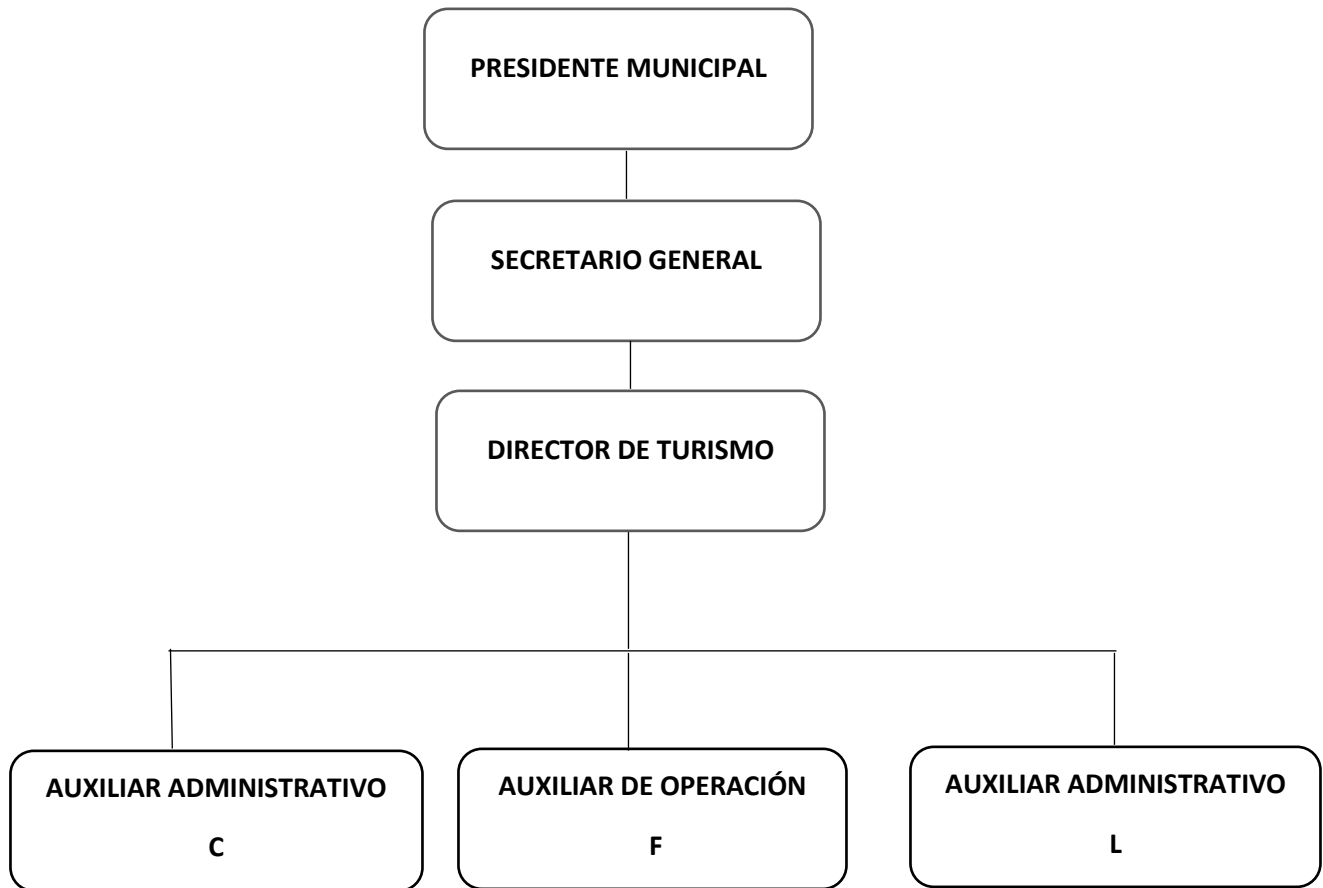 PRESIDENTE MUNICIPAL
SECRETARIO GENERAL
DIRECTOR DE TURISMO
AUXILIAR ADMINISTRATIVO
C
AUXILIAR DE OPERACIÓN
F
AUXILIAR ADMINISTRATIVO
L